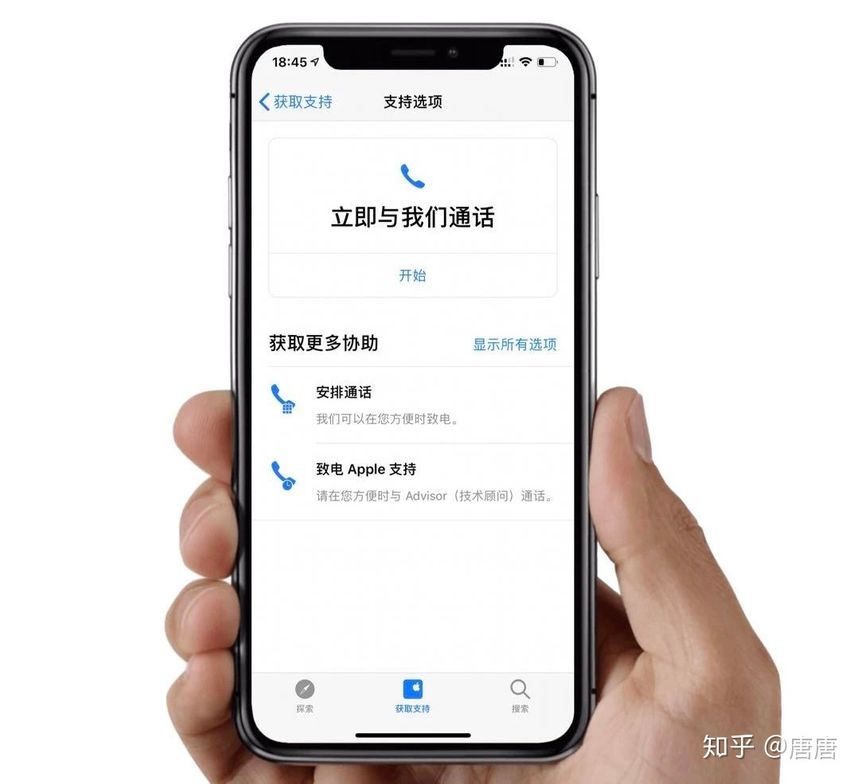 18:45
获取支持
支持选项
立即与我们通话
开始
获取更多协助
显示所有选项
安排通话
我们可以在您方便时致电。
致电 Apple 支持
请在您方便时与 Advisor（技术顾问）通话。
探索
获取支持
搜索
知乎 @唐唐